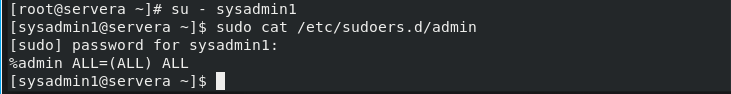 [root@servera ~]# su - sysadmin1
[sysadmin1@servera ~]$ sudo cat /etc/sudoers.d/admin
[sudo] password for sysadmin1:
%admin ALL=(ALL) ALL
[sysadmin1@servera ~]$